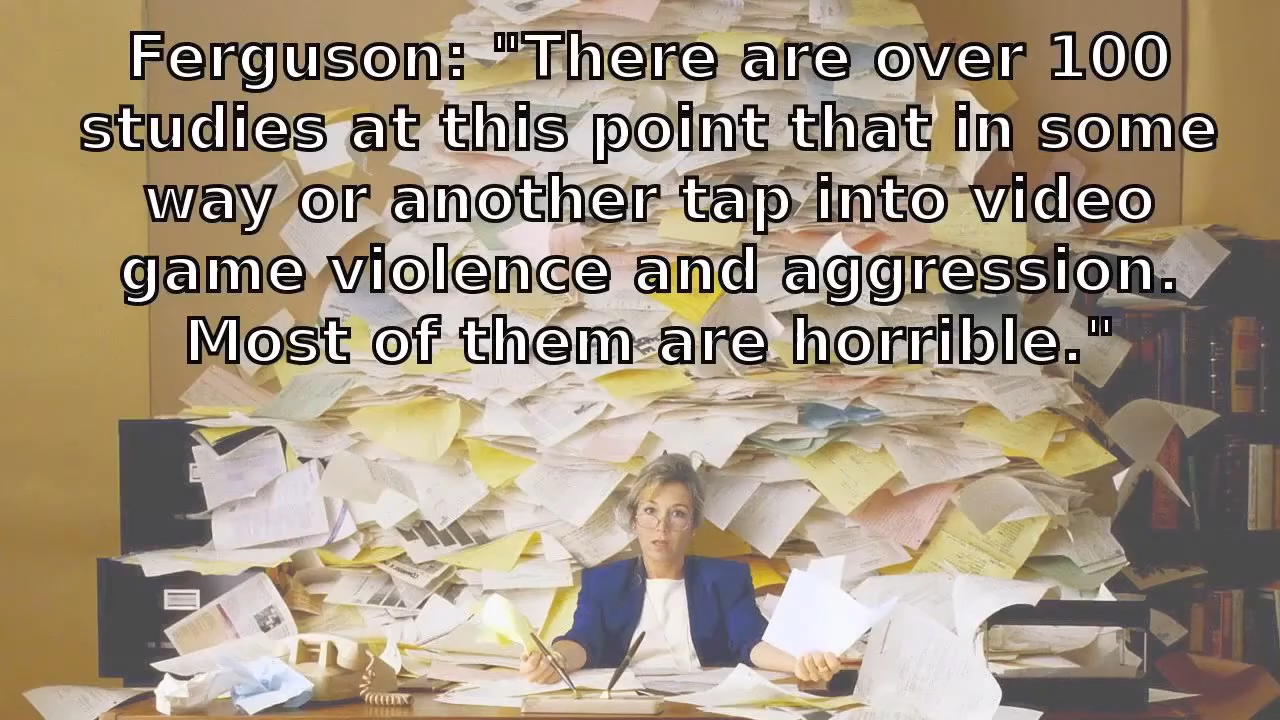 Ferguson: "There are over 100
studies at this point that in some
way or another tap into video
game violence and aggression.
Most of them are horrible."